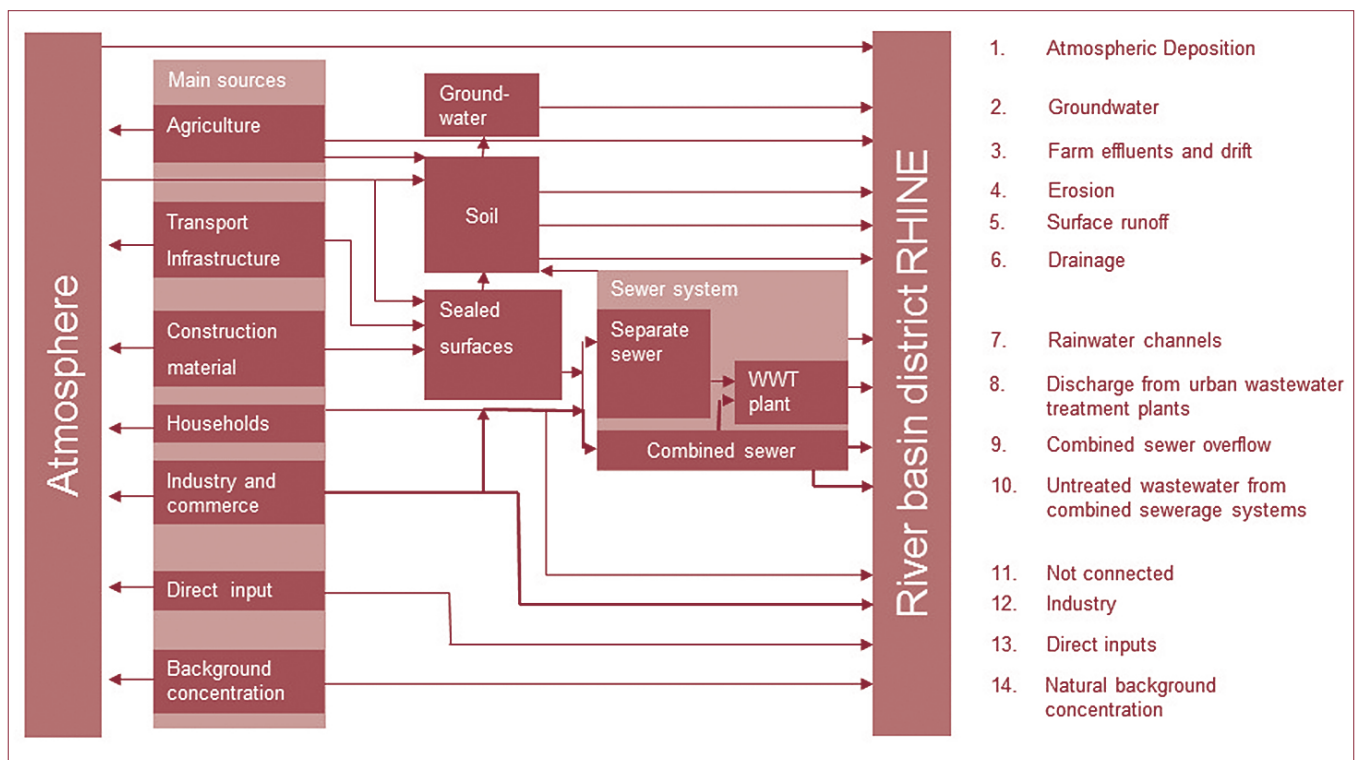 Atmosphere
Main sources
Agriculture
Transport
Infrastructure
Construction
material
Households
Industry and
commerce
Direct input
Background
concentration
Ground-
water
Soil
Sealed
surfaces
Sewer system
Separate
sewer
WWT
plant
Combined sewer
River basin district RHINE
1. Atmospheric Deposition
2. Groundwater
3. Farm effluents and drift
4. Erosion
5. Surface runoff
6. Drainage
7. Rainwater channels
8. Discharge from urban wastewater
treatment plants
9. Combined sewer overflow
10. Untreated wastewater from
combined sewerage systems
11. Not connected
12. Industry
13. Direct inputs
14. Natural background
concentration